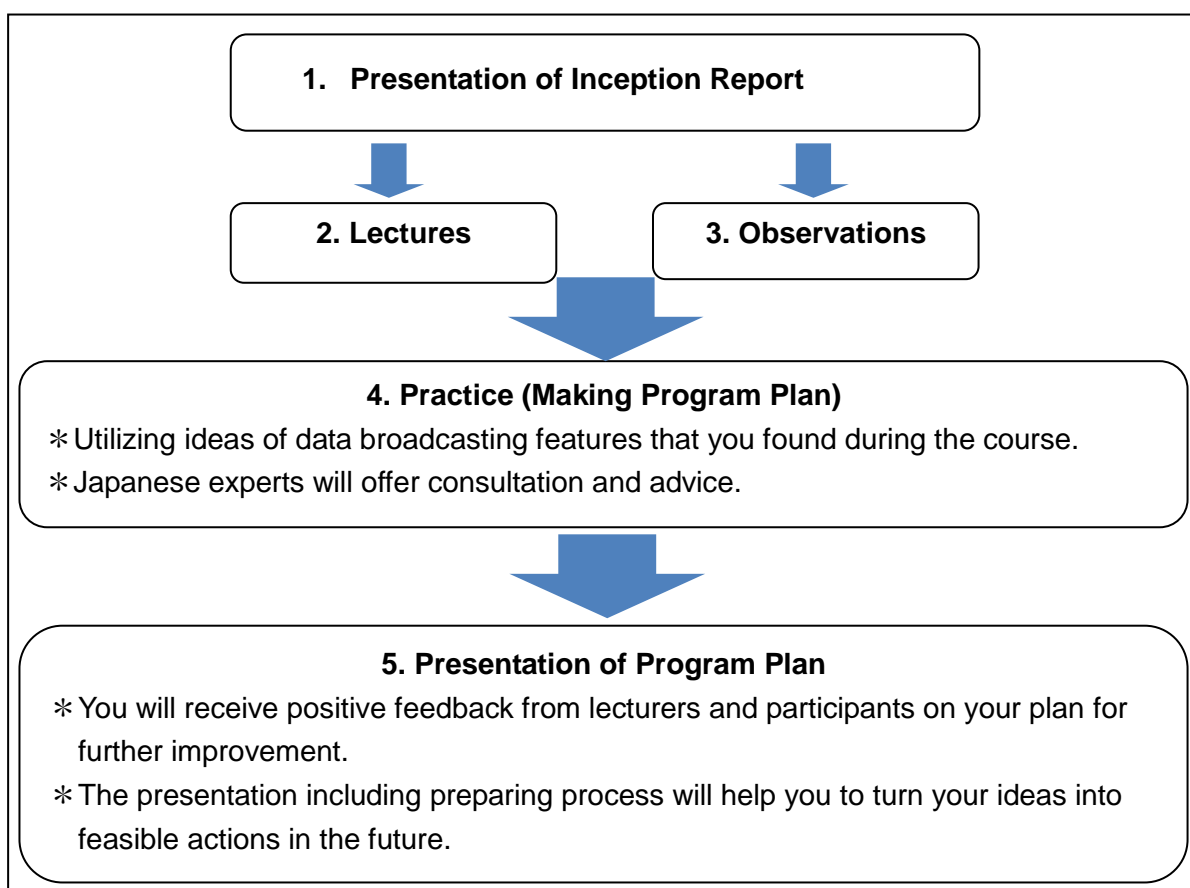 1. Presentation of Inception Report
2. Lectures
3. Observations
4. Practice (Making Program Plan)
＊Utilizing ideas of data broadcasting features that you found during the course.
＊Japanese experts will offer consultation and advice.
5. Presentation of Program Plan
＊You will receive positive feedback from lecturers and participants on your plan for
further improvement.
＊The presentation including preparing process will help you to turn your ideas into
feasible actions in the future.